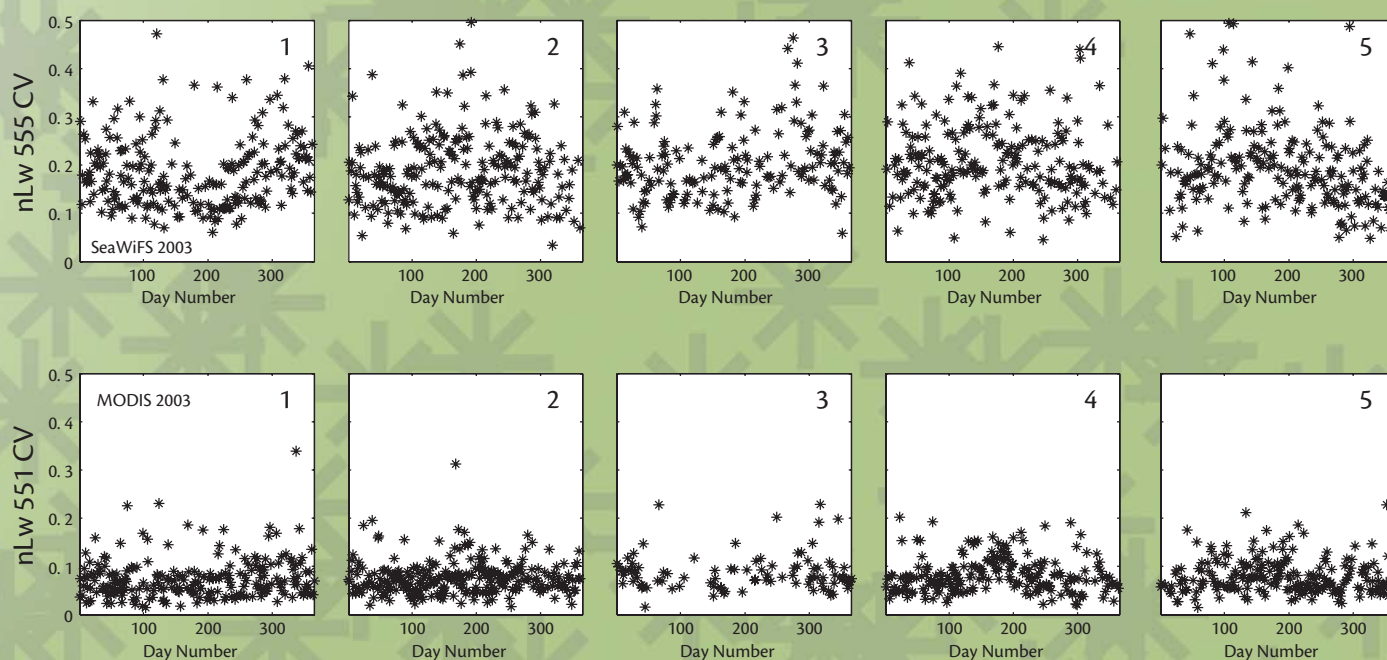 nLw 555 CV
0.5
0.4
0.3
0.2
0.1
0
1
SeaWiFS 2003
100 200 300
Day Number
2
100 200 300
Day Number
3
100 200 300
Day Number
4
100 200 300
Day Number
5
100 200 300
Day Number
nLw 551 CV
0.5
0.4
0.3
0.2
0.1
0
MODIS 2003
1
100 200 300
Day Number
2
100 200 300
Day Number
3
100 200 300
Day Number
4
100 200 300
Day Number
5
100 200 300
Day Number